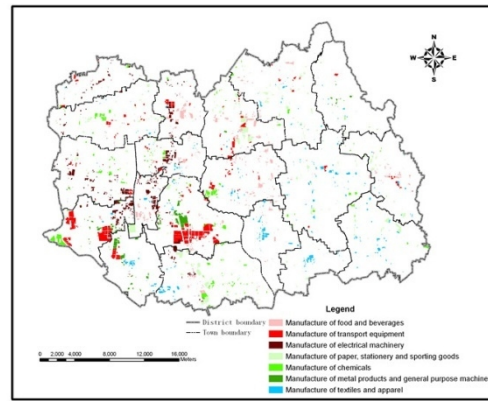 N
W E
S
Legend
District boundary
Town boundary
Manufacture of food and beverages
Manufacture of transport equipment
Manufacture of electrical machinery
Manufacture of paper, stationery and sporting goods
Manufacture of chemicals
Manufacture of metal products and general purpose machine
Manufacture of textiles and apparel
0 2,000 4,000 8,000 12,000 16,000
Meters